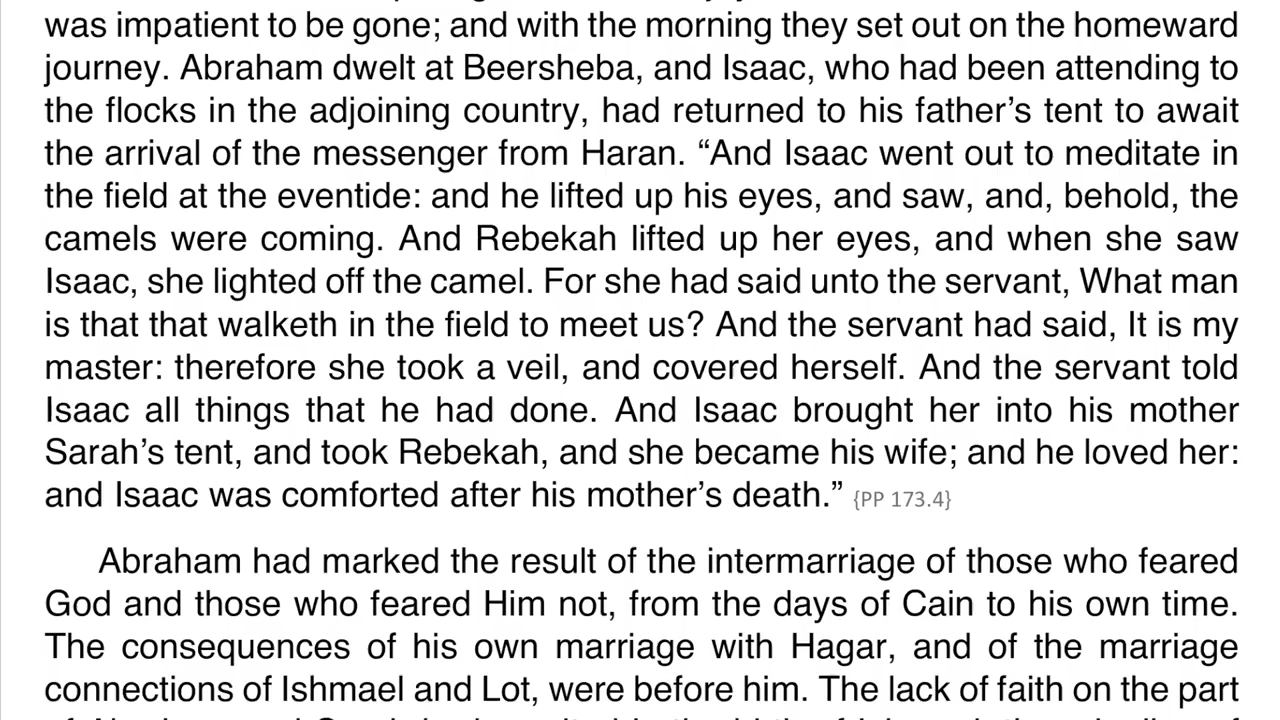 was impatient to be gone; and with the morning they set out on the homeward
journey. Abraham dwelt at Beersheba, and Isaac, who had been attending to
the flocks in the adjoining country, had returned to his father’s tent to await
the arrival of the messenger from Haran. “And Isaac went out to meditate in
the field at the eventide: and he lifted up his eyes, and saw, and, behold, the
camels were coming. And Rebekah lifted up her eyes, and when she saw
Isaac, she lighted off the camel. For she had said unto the servant, What man
is that that walketh in the field to meet us? And the servant had said, It is my
master: therefore she took a veil, and covered herself. And the servant told
Isaac all things that he had done. And Isaac brought her into his mother
Sarah’s tent, and took Rebekah, and she became his wife; and he loved her:
and Isaac was comforted after his mother’s death.” {PP 173.4}
Abraham had marked the result of the intermarriage of those who feared
God and those who feared Him not, from the days of Cain to his own time.
The consequences of his own marriage with Hagar, and of the marriage
connections of Ishmael and Lot, were before him. The lack of faith on the part